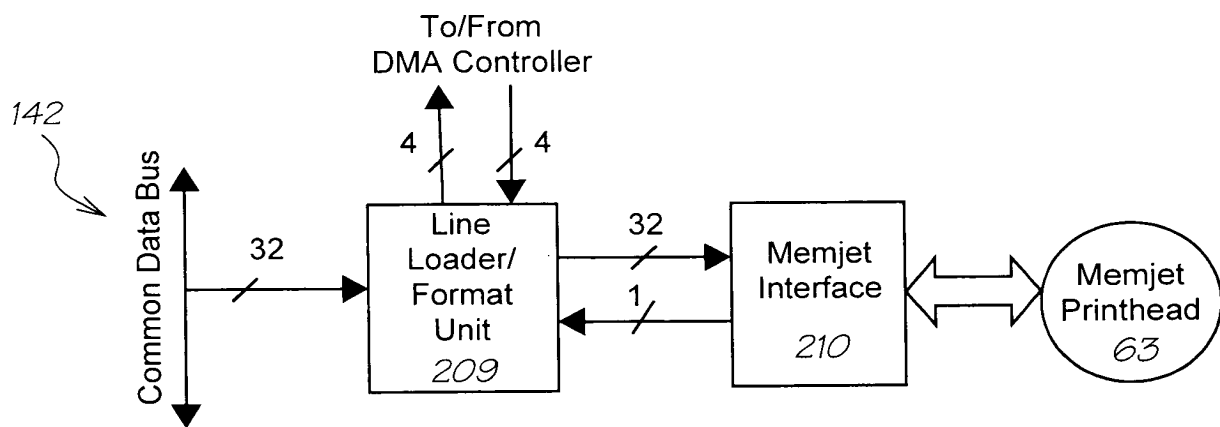 To/From
DMA Controller
142
4
4
Common Data Bus
32
Line
Loader/
Format
Unit
209
32
1
Memjet
Interface
210
Memjet
Printhead
63